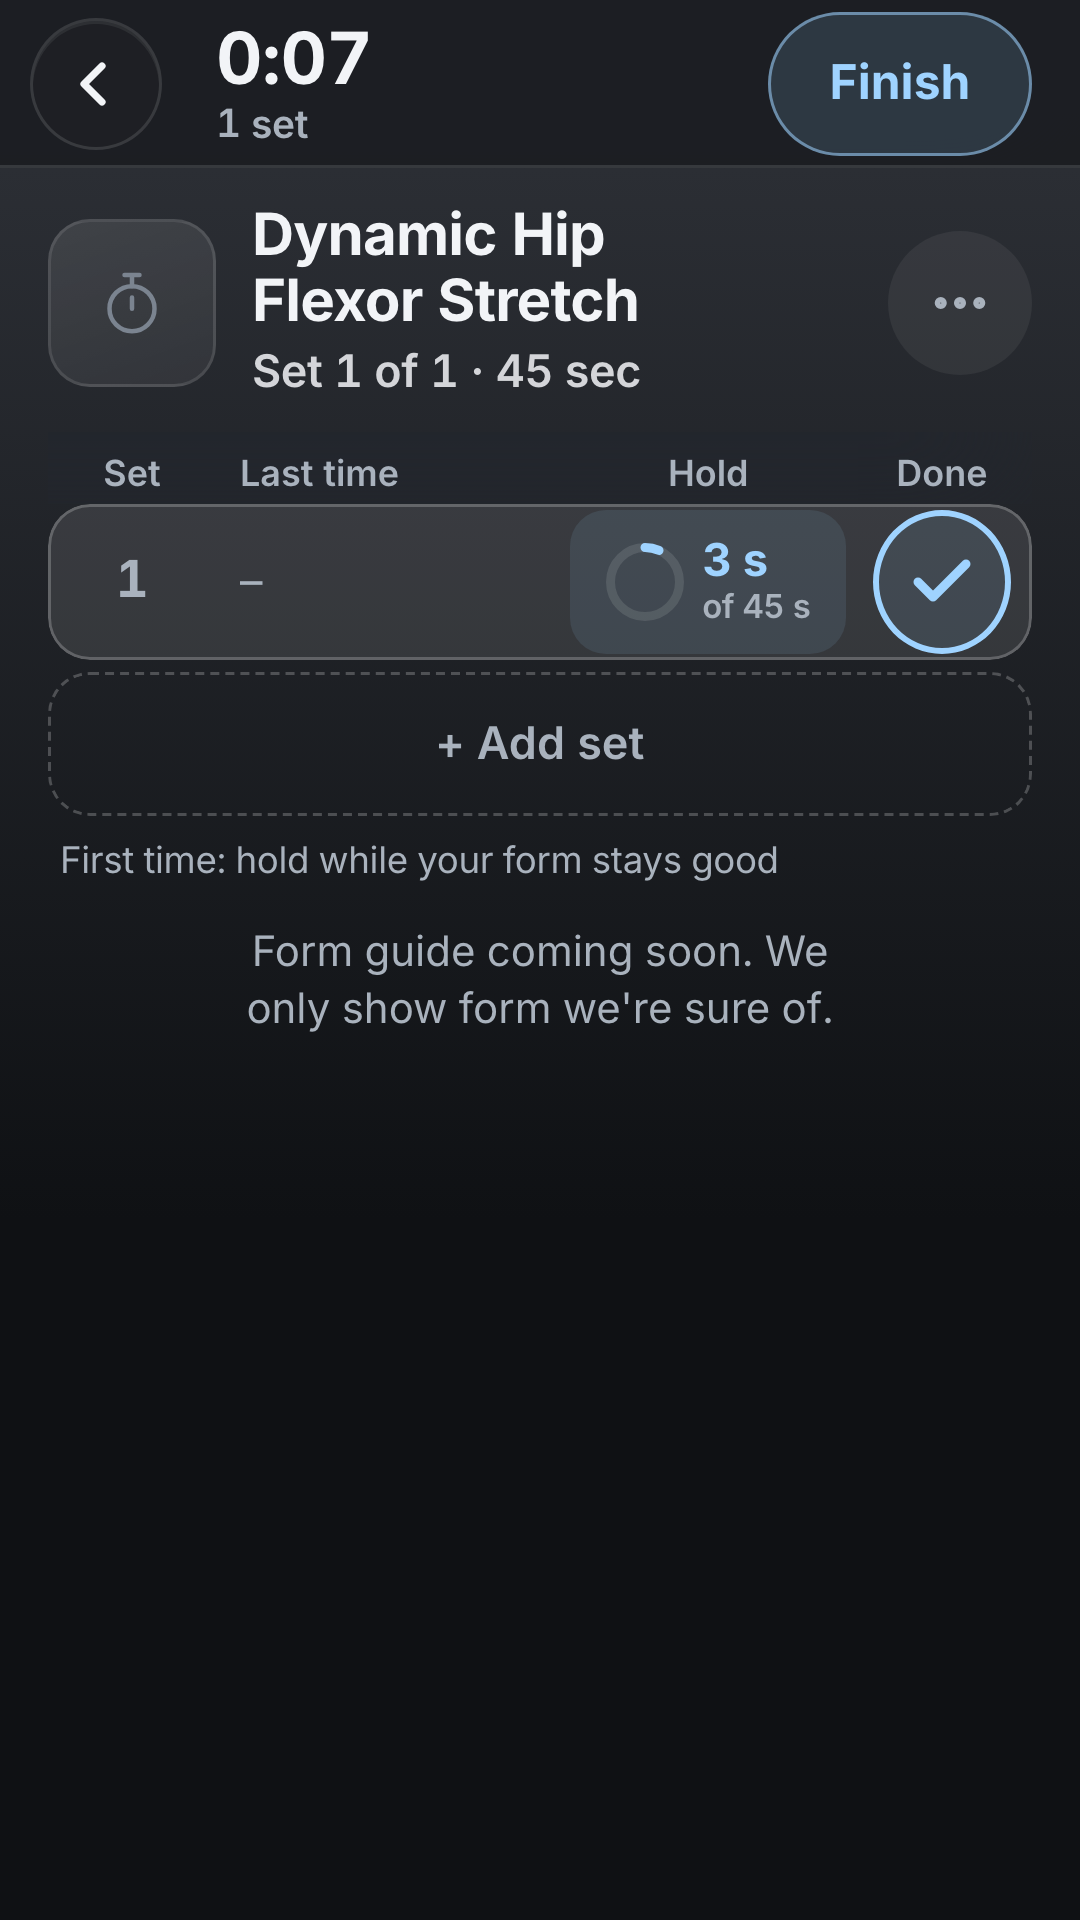 0:07
1 set
Finish
Dynamic Hip
Flexor Stretch
Set 1 of 1 · 45 sec
Set Last time Hold Done
1 – 3 s
of 45 s
+ Add set
First time: hold while your form stays good
Form guide coming soon. We
only show form we're sure of.